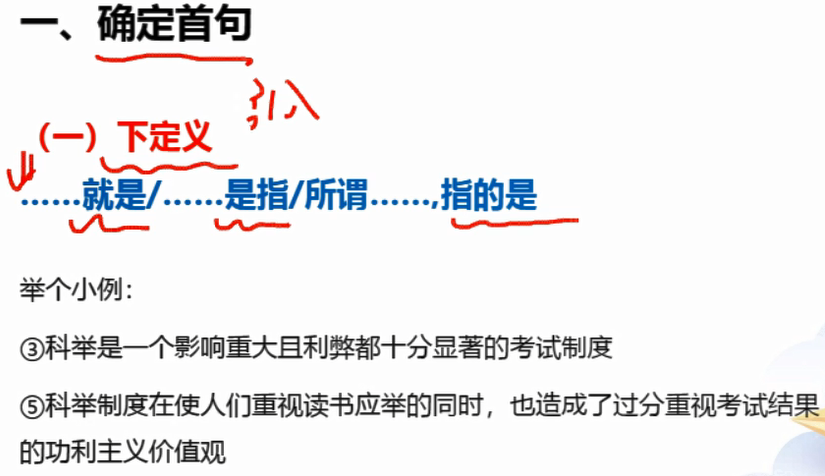 一、确定首句
引入
（一）下定义
……就是/……是指/所谓……,指的是
举个小例：
③科举是一个影响重大且利弊都十分显著的考试制度
⑤科举制度在使人们重视读书应举的同时，也造成了过分重视考试结果
的功利主义价值观